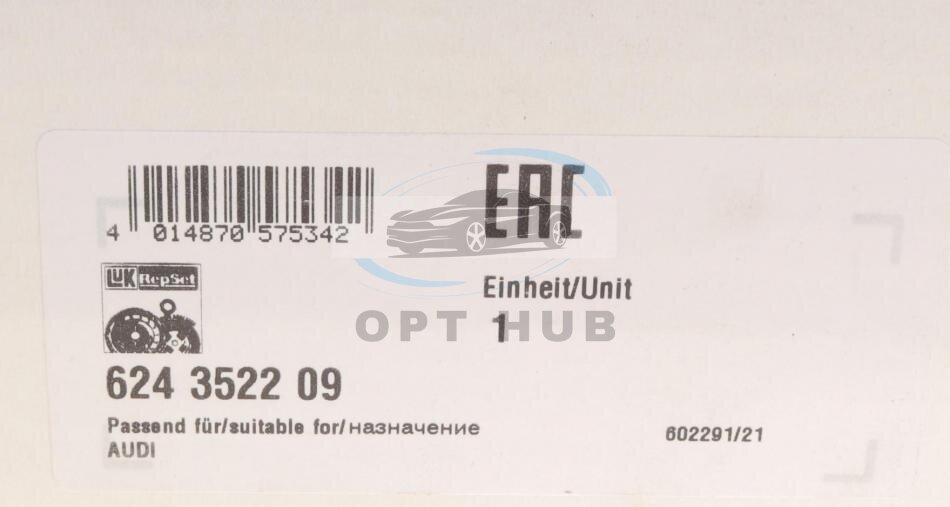 EAC
4 014870 575342
LUK RepSet
Einheit/Unit
OPT HUB
1
624 3522 09
Passend für/suitable for/назначение
602291/21
AUDI